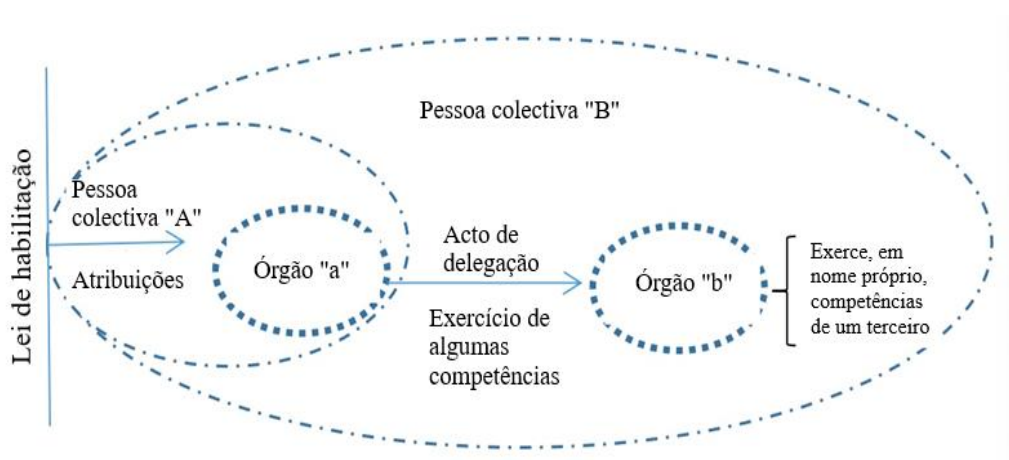 Lei de habilitação
Pessoa colectiva "B"
Pessoa
colectiva "A"
Atribuições
Órgão "a"
Acto de
delegação
Exercício de
algumas
competências
Órgão "b"
Exerce, em
nome próprio,
competências
de um terceiro